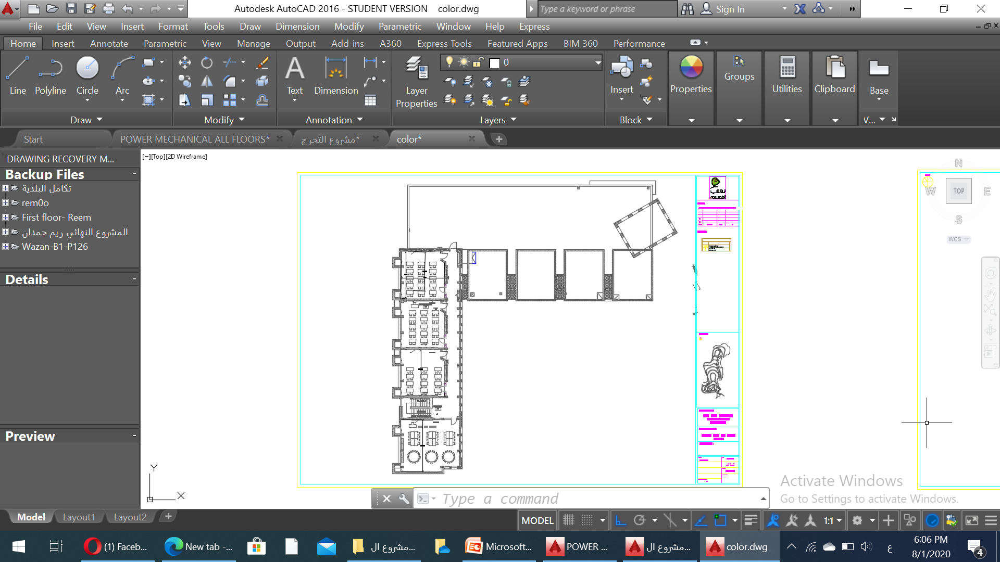 Autodesk AutoCAD 2016 - STUDENT VERSION color.dwg
Type a keyword or phrase
Sign In
File Edit View Insert Format Tools Draw Dimension Modify Parametric Window Help Express
Home Insert Annotate Parametric View Manage Output Add-ins A360 Express Tools Featured Apps BIM 360 Performance
0
Line Polyline Circle Arc
Text Dimension
Layer Properties
Insert
Properties
Groups
Utilities
Clipboard
Base
Draw Modify Annotation Layers Block V...
Start POWER MECHANICAL ALL FLOORS* مشروع التخرج* color*
DRAWING RECOVERY M...
Backup Files
تكامل البلدية
rem0o
First floor- Reem
المشروع النهائي ريم حمدان
Wazan-B1-P126
Details
Preview
[–][Top][2D Wireframe]
N
W TOP E
S
WCS
rawabi
Y
X
Type a command
Activate Windows
Go to Settings to activate Windows.
Model Layout1 Layout2
MODEL
1:1
(1) Faceb...
New tab -...
مشروع ال...
Microsoft...
POWER ...
مشروع ال...
color.dwg
ع
6:06 PM
8/1/2020
4